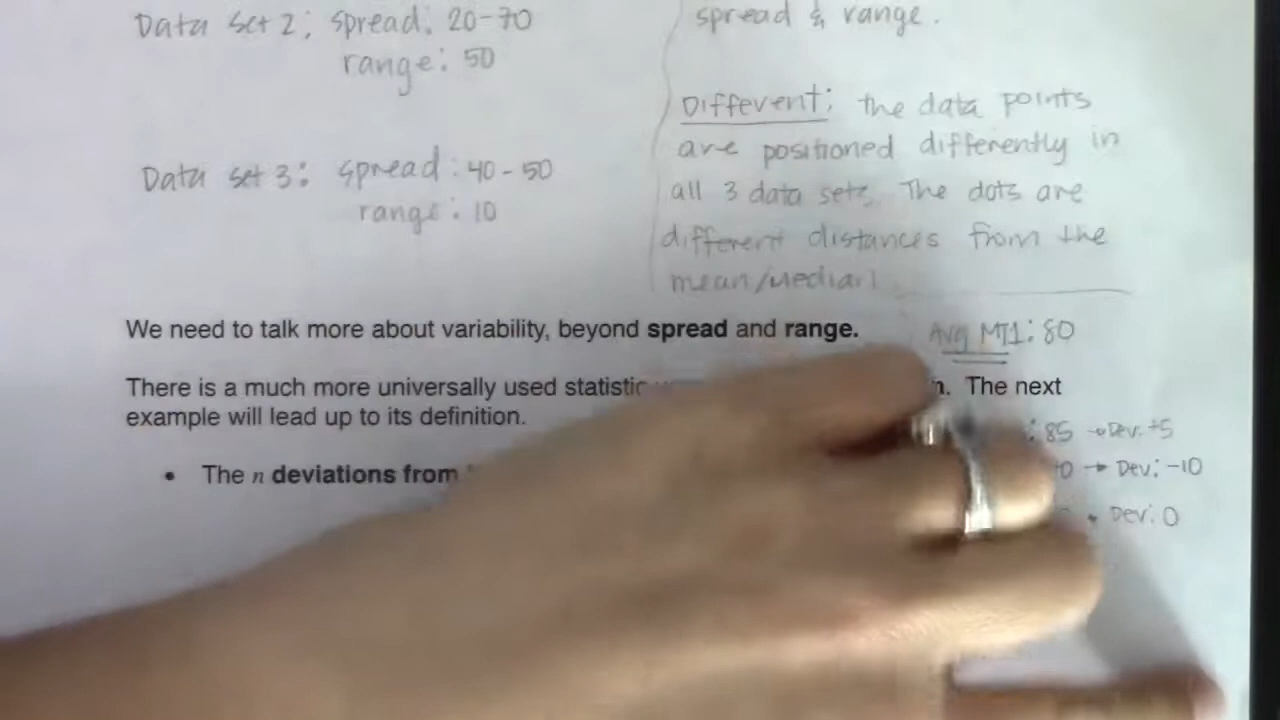 Data set 2: spread: 20-70
range: 50
Data set 3: spread: 40-50
range: 10
spread & range.
Different: the data points
are positioned differently in
all 3 data sets. The dots are
different distances from the
mean/median
We need to talk more about variability, beyond spread and range.
Avg MT1: 80
There is a much more universally used statistic The next
example will lead up to its definition.
: 85 → Dev: +5
→ Dev: -10
Dev: 0
• The n deviations from